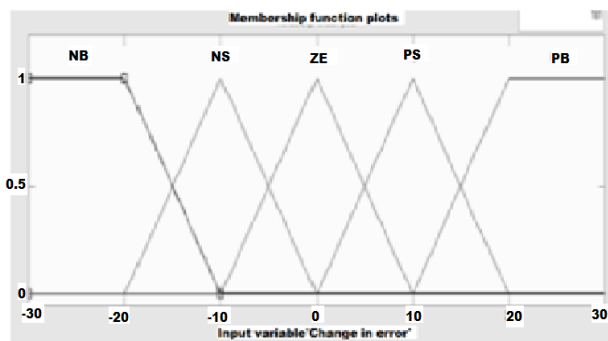 Membership function plots
NB NS ZE PS PB
1
0.5
0
-30 -20 -10 0 10 20 30
Input variable'Change in error'